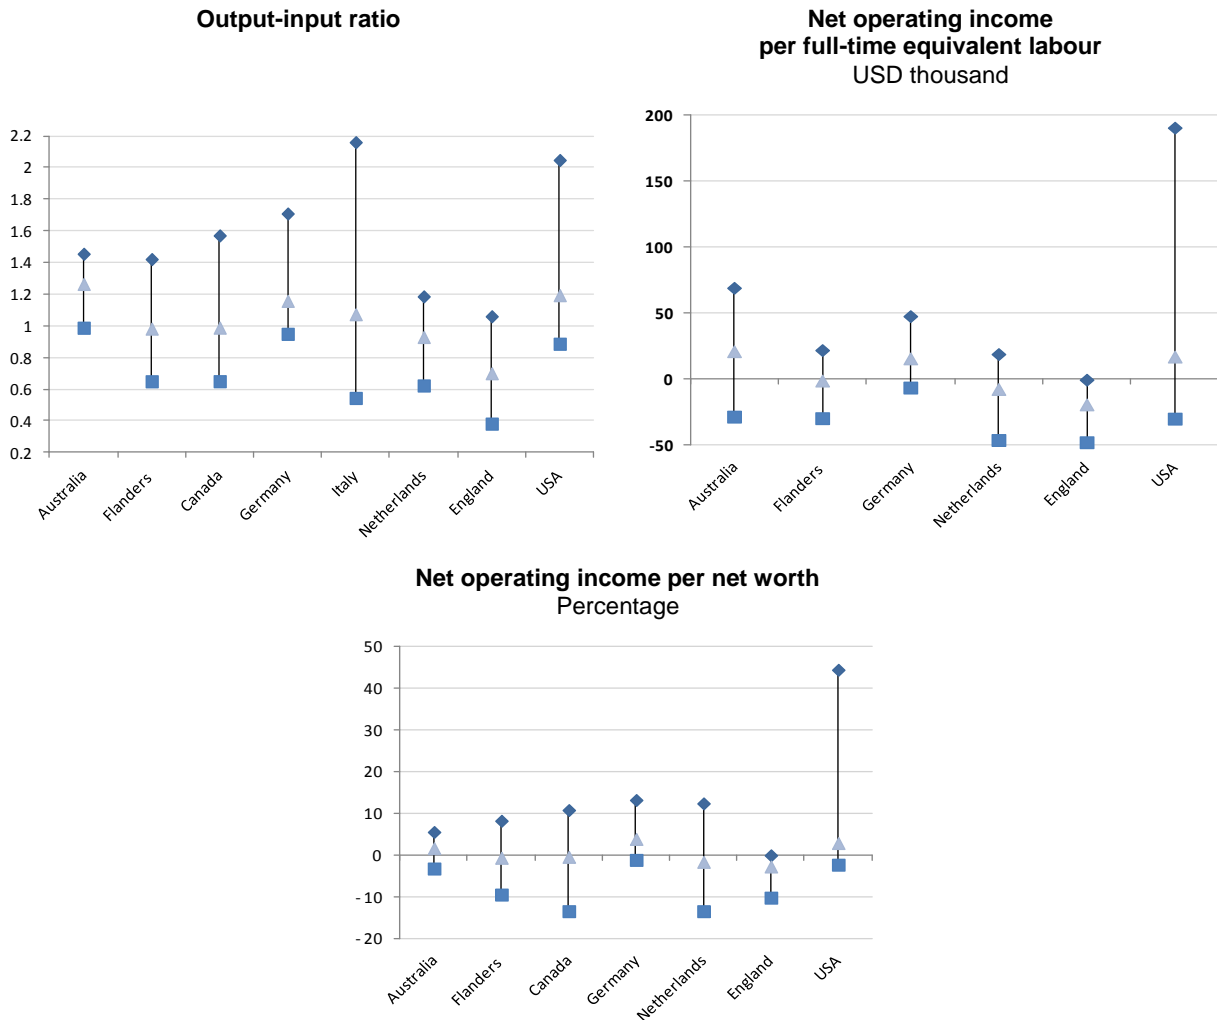 Output-input ratio
2.2
2
1.8
1.6
1.4
1.2
1
0.8
0.6
0.4
0.2
Australia
Flanders
Canada
Germany
Italy
Netherlands
England
USA
Net operating income
per full-time equivalent labour
USD thousand
200
150
100
50
0
-50
Australia
Flanders
Germany
Netherlands
England
USA
Net operating income per net worth
Percentage
50
40
30
20
10
0
-10
-20
Australia
Flanders
Canada
Germany
Netherlands
England
USA